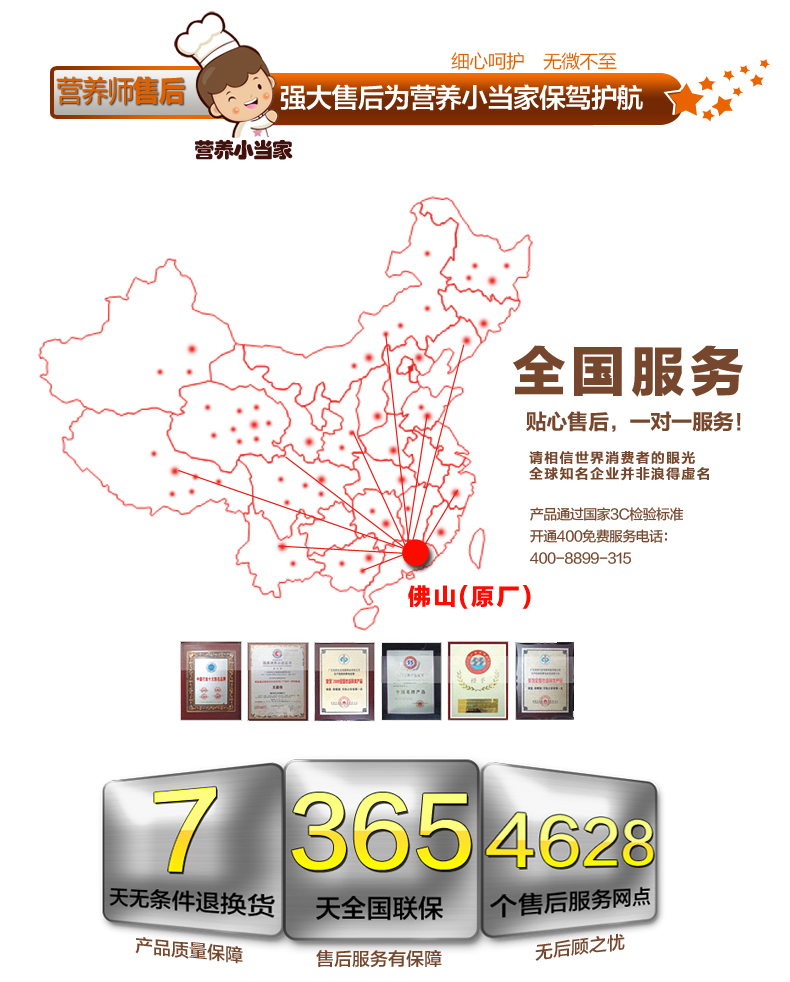 细心呵护 无微不至
营养师售后
强大售后为营养小当家保驾护航
营养小当家
全国服务
贴心售后，一对一服务！
请相信世界消费者的眼光
全球知名企业并非浪得虚名
产品通过国家3C检验标准
开通400免费服务电话：
400-8899-315
佛山(原厂)
7
天无条件退换货
产品质量保障
365
天全国联保
售后服务有保障
4628
个售后服务网点
无后顾之忧